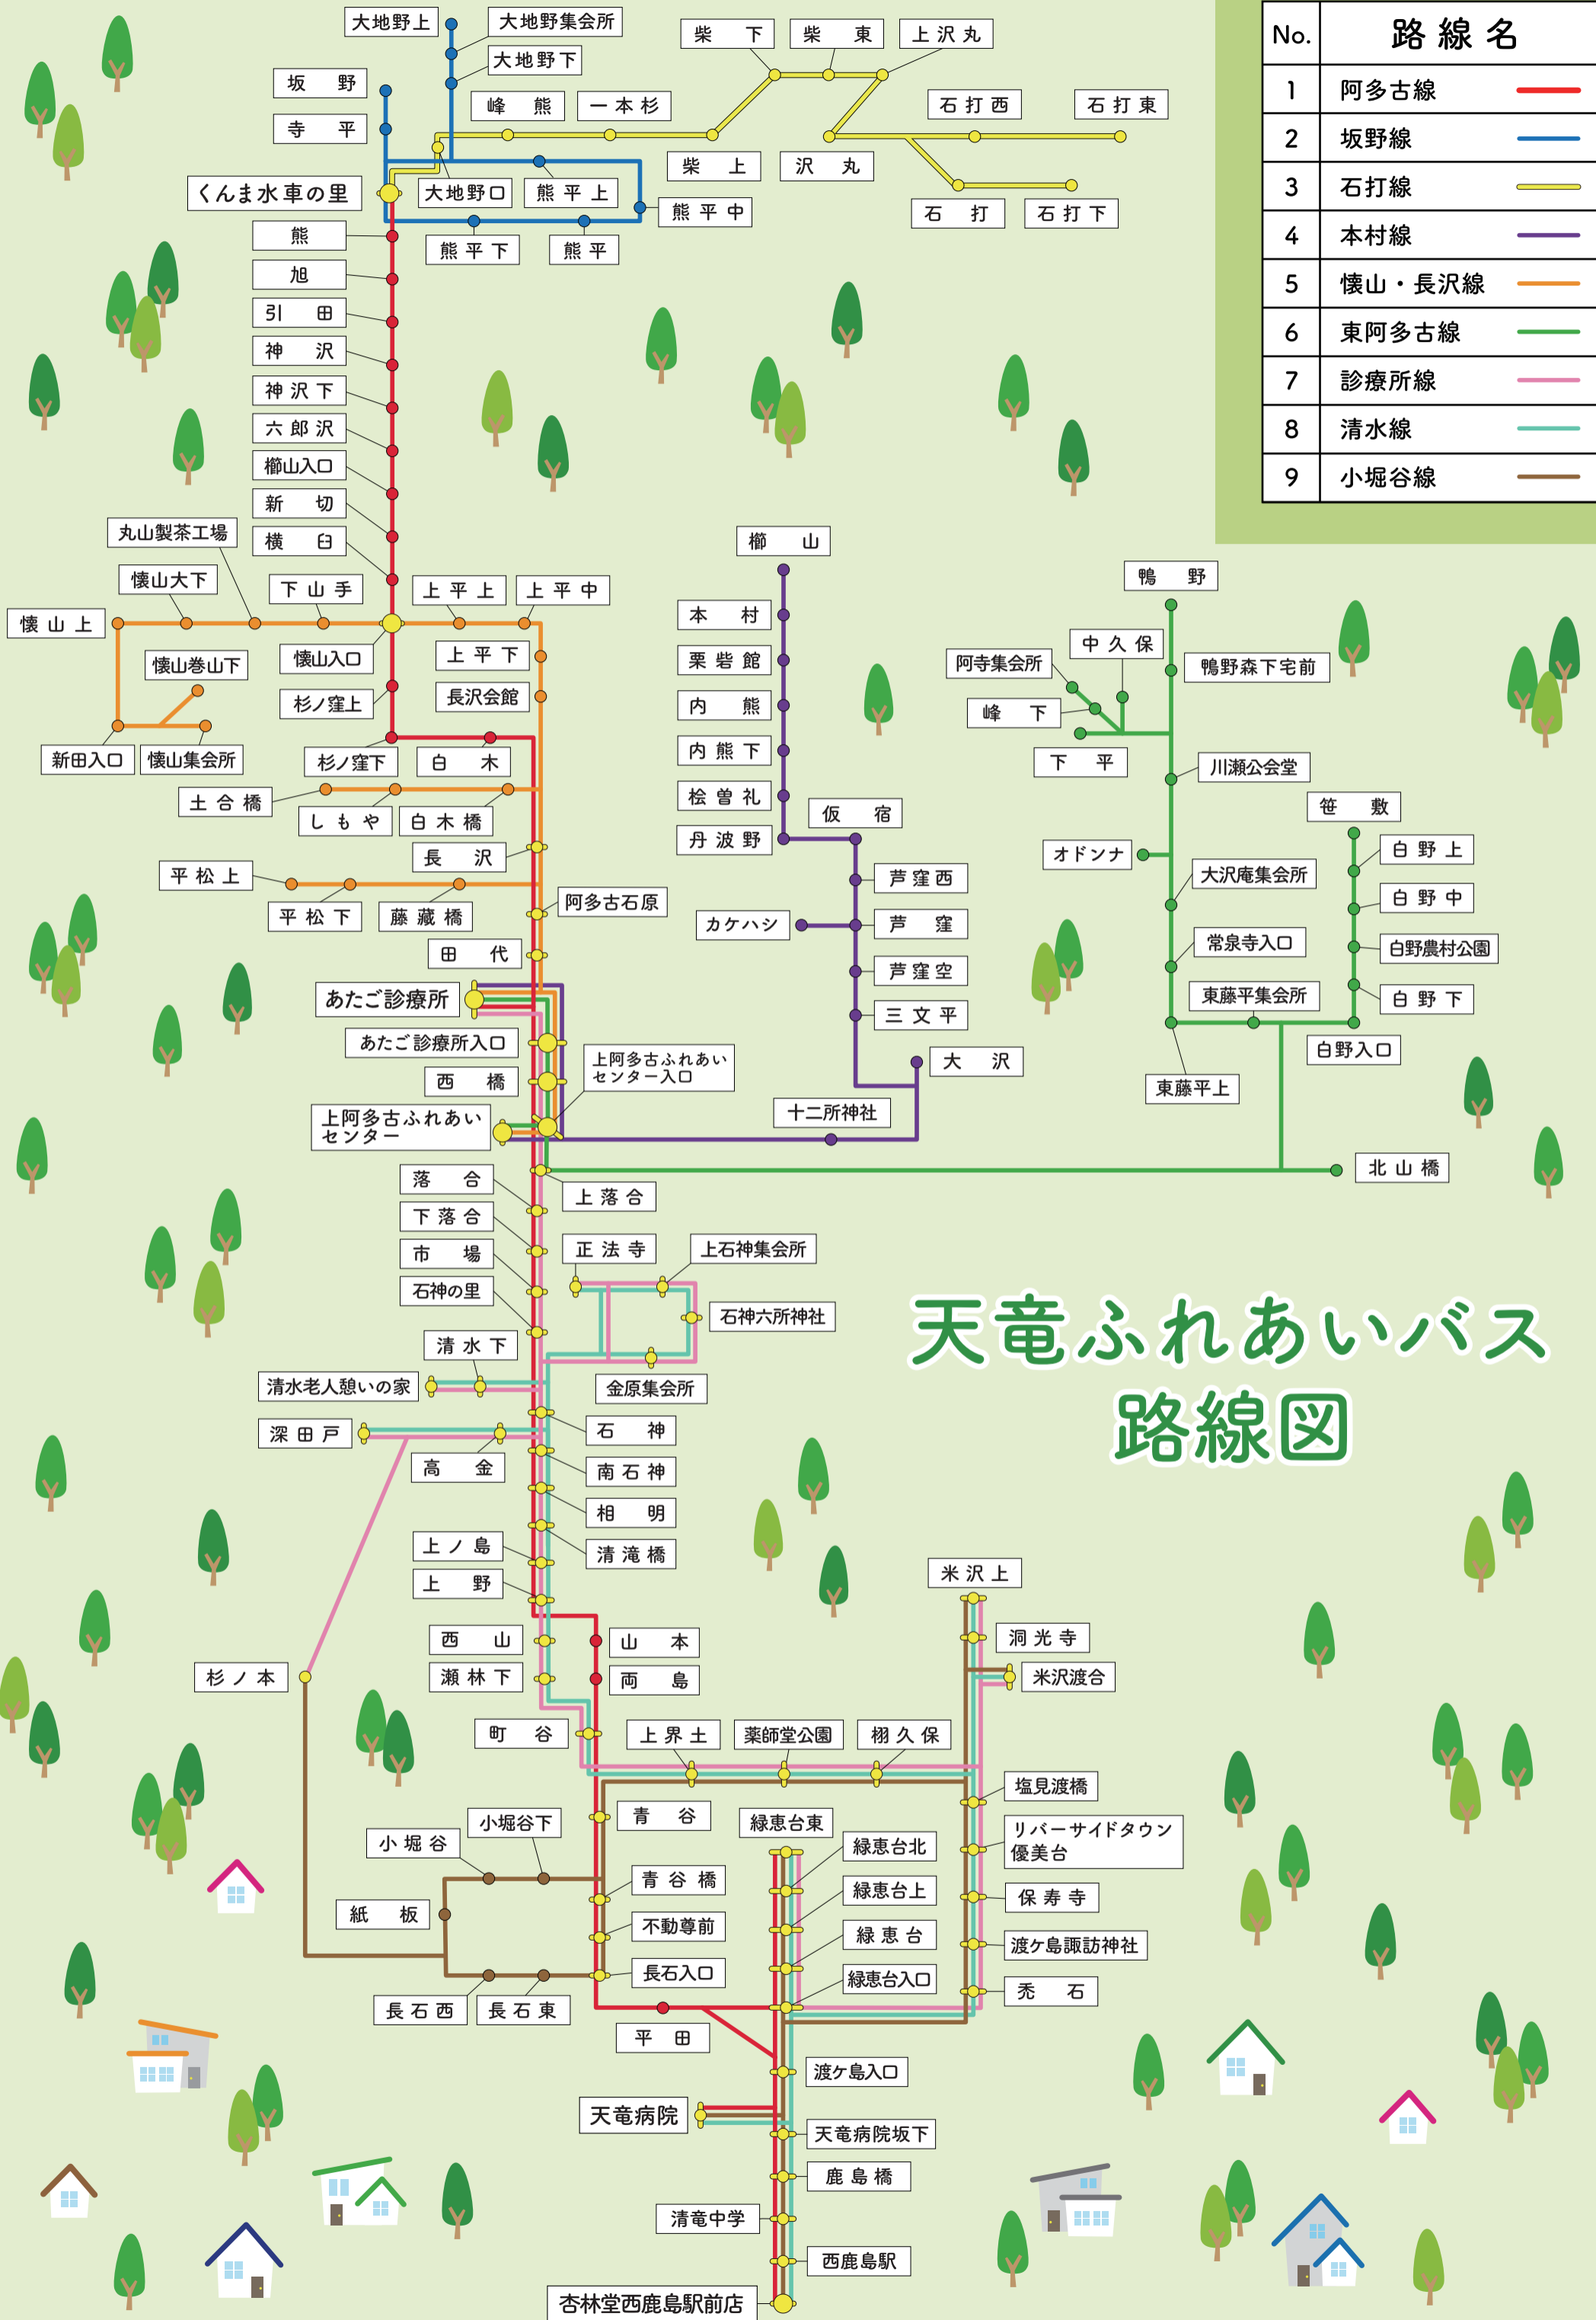 No. 路線名
1 阿多古線
2 坂野線
3 石打線
4 本村線
5 懐山・長沢線
6 東阿多古線
7 診療所線
8 清水線
9 小堀谷線
大地野上
大地野集会所
大地野下
坂野
寺平
柴下
柴東
上沢丸
峰熊
一本杉
石打西
石打東
柴上
沢丸
くんま水車の里
大地野口
熊平上
熊平中
石打
石打下
熊平下
熊平
熊
旭
引田
神沢
神沢下
六郎沢
櫛山入口
新切
横臼
丸山製茶工場
懐山大下
下山手
上平上
上平中
懐山上
懐山巻山下
懐山入口
上平下
杉ノ窪上
長沢会館
新田入口
懐山集会所
杉ノ窪下
白木
土合橋
しもや
白木橋
長沢
平松上
平松下
藤蔵橋
阿多古石原
田代
櫛山
本村
栗砦館
内熊
内熊下
桧曽礼
丹波野
仮宿
芦窪西
カケハシ
芦窪
芦窪空
三文平
大沢
十二所神社
鴨野
中久保
阿寺集会所
鴨野森下宅前
峰下
下平
川瀬公会堂
笹敷
オドンナ
白野上
大沢庵集会所
白野中
常泉寺入口
白野農村公園
東藤平集会所
白野下
白野入口
東藤平上
北山橋
あたご診療所
あたご診療所入口
西橋
上阿多古ふれあい
センター入口
上阿多古ふれあい
センター
落合
上落合
下落合
市場
石神の里
正法寺
上石神集会所
石神六所神社
清水下
清水老人憩いの家
金原集会所
深田戸
高金
石神
南石神
相明
清滝橋
上ノ島
上野
天竜ふれあいバス
路線図
西山
山本
瀬林下
両島
杉ノ本
町谷
上界土
薬師堂公園
栩久保
米沢上
洞光寺
米沢渡合
塩見渡橋
リバーサイドタウン
優美台
保寿寺
渡ケ島諏訪神社
禿石
青谷
緑恵台東
小堀谷下
小堀谷
緑恵台北
青谷橋
緑恵台上
紙板
不動尊前
緑恵台
長石入口
緑恵台入口
長石西
長石東
平田
渡ケ島入口
天竜病院
天竜病院坂下
鹿島橋
清竜中学
西鹿島駅
杏林堂西鹿島駅前店